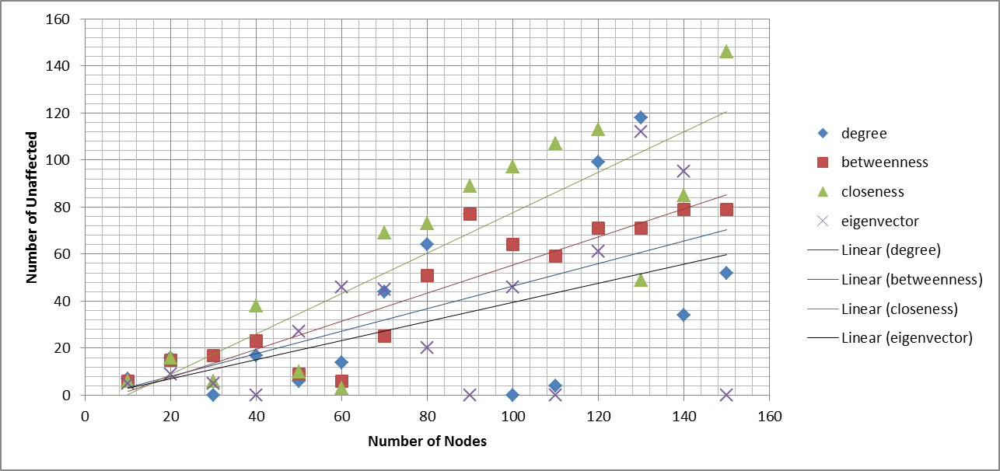 160
140
120
100
80
60
40
20
0
Number of Unaffected
0 20 40 60 80 100 120 140 160
Number of Nodes
degree
betweenness
closeness
eigenvector
Linear (degree)
Linear (betweenness)
Linear (closeness)
Linear (eigenvector)